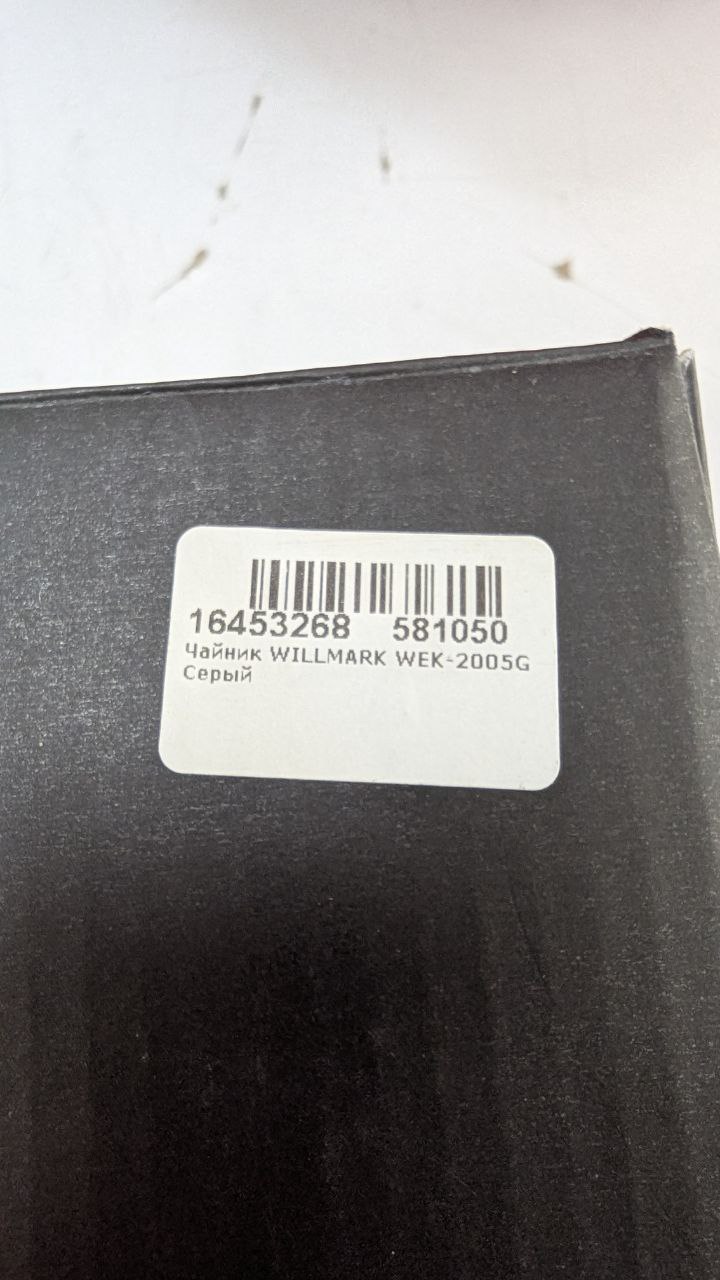 16453268 581050
Чайник WILLMARK WEK-2005G
Серый